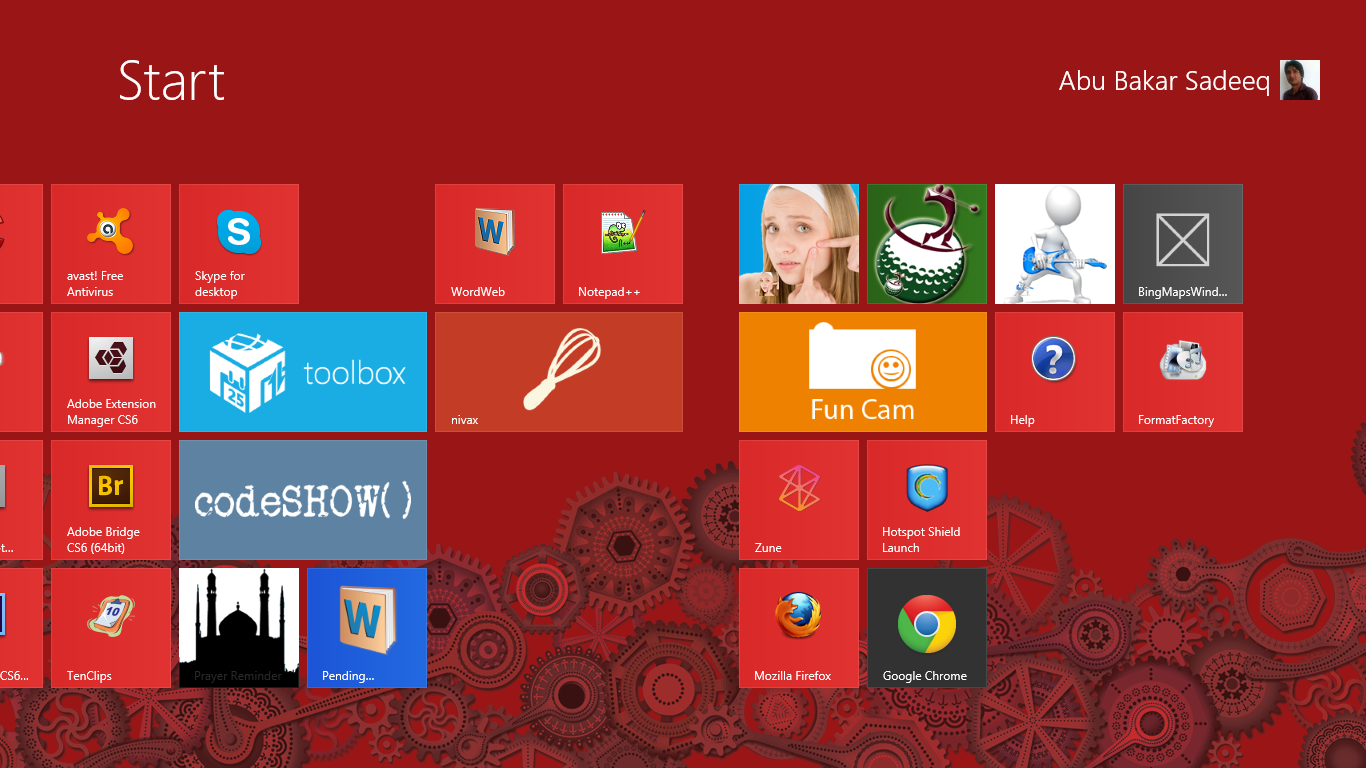 Start
Abu Bakar Sadeeq
avast! Free
Antivirus
S
Skype for
desktop
W
WordWeb
Notepad++
BingMapsWind...
Adobe Extension
Manager CS6
25
toolbox
nivax
Fun Cam
?
Help
FormatFactory
t...
Br
Adobe Bridge
CS6 (64bit)
codeSHOW( )
Zune
Hotspot Shield
Launch
CS6...
10
TenClips
Prayer Reminder
W
Pending...
Mozilla Firefox
Google Chrome